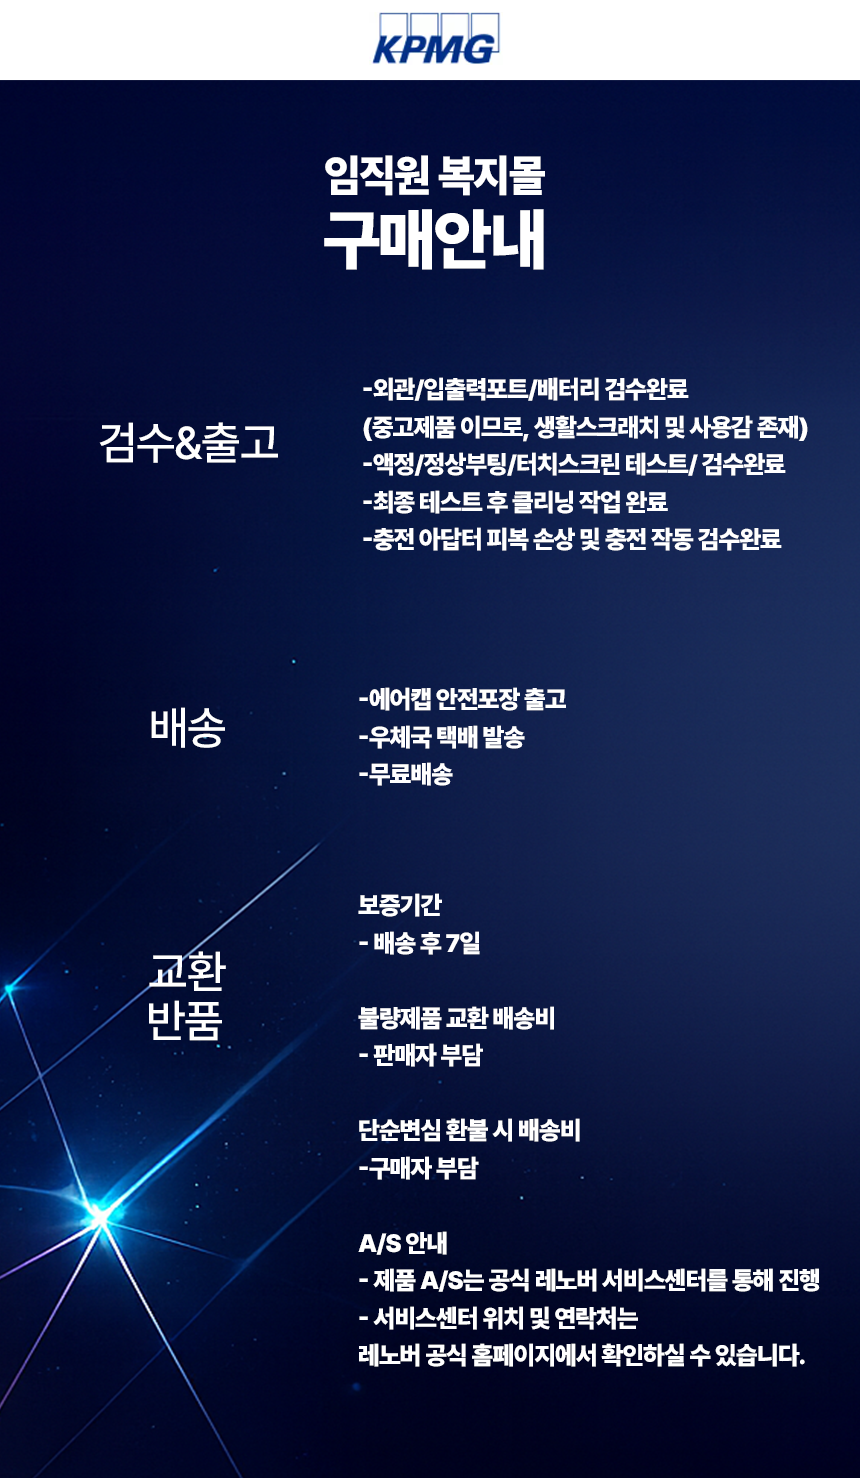 KPMG
임직원 복지몰
구매안내
검수&출고
-외관/입출력포트/배터리 검수완료
(중고제품 이므로, 생활스크래치 및 사용감 존재)
-액정/정상부팅/터치스크린 테스트/ 검수완료
-최종 테스트 후 클리닝 작업 완료
-충전 아답터 피복 손상 및 충전 작동 검수완료
배송
-에어캡 안전포장 출고
-우체국 택배 발송
-무료배송
교환
반품
보증기간
- 배송 후 7일
불량제품 교환 배송비
- 판매자 부담
단순변심 환불 시 배송비
-구매자 부담
A/S 안내
- 제품 A/S는 공식 레노버 서비스센터를 통해 진행
- 서비스센터 위치 및 연락처는
레노버 공식 홈페이지에서 확인하실 수 있습니다.